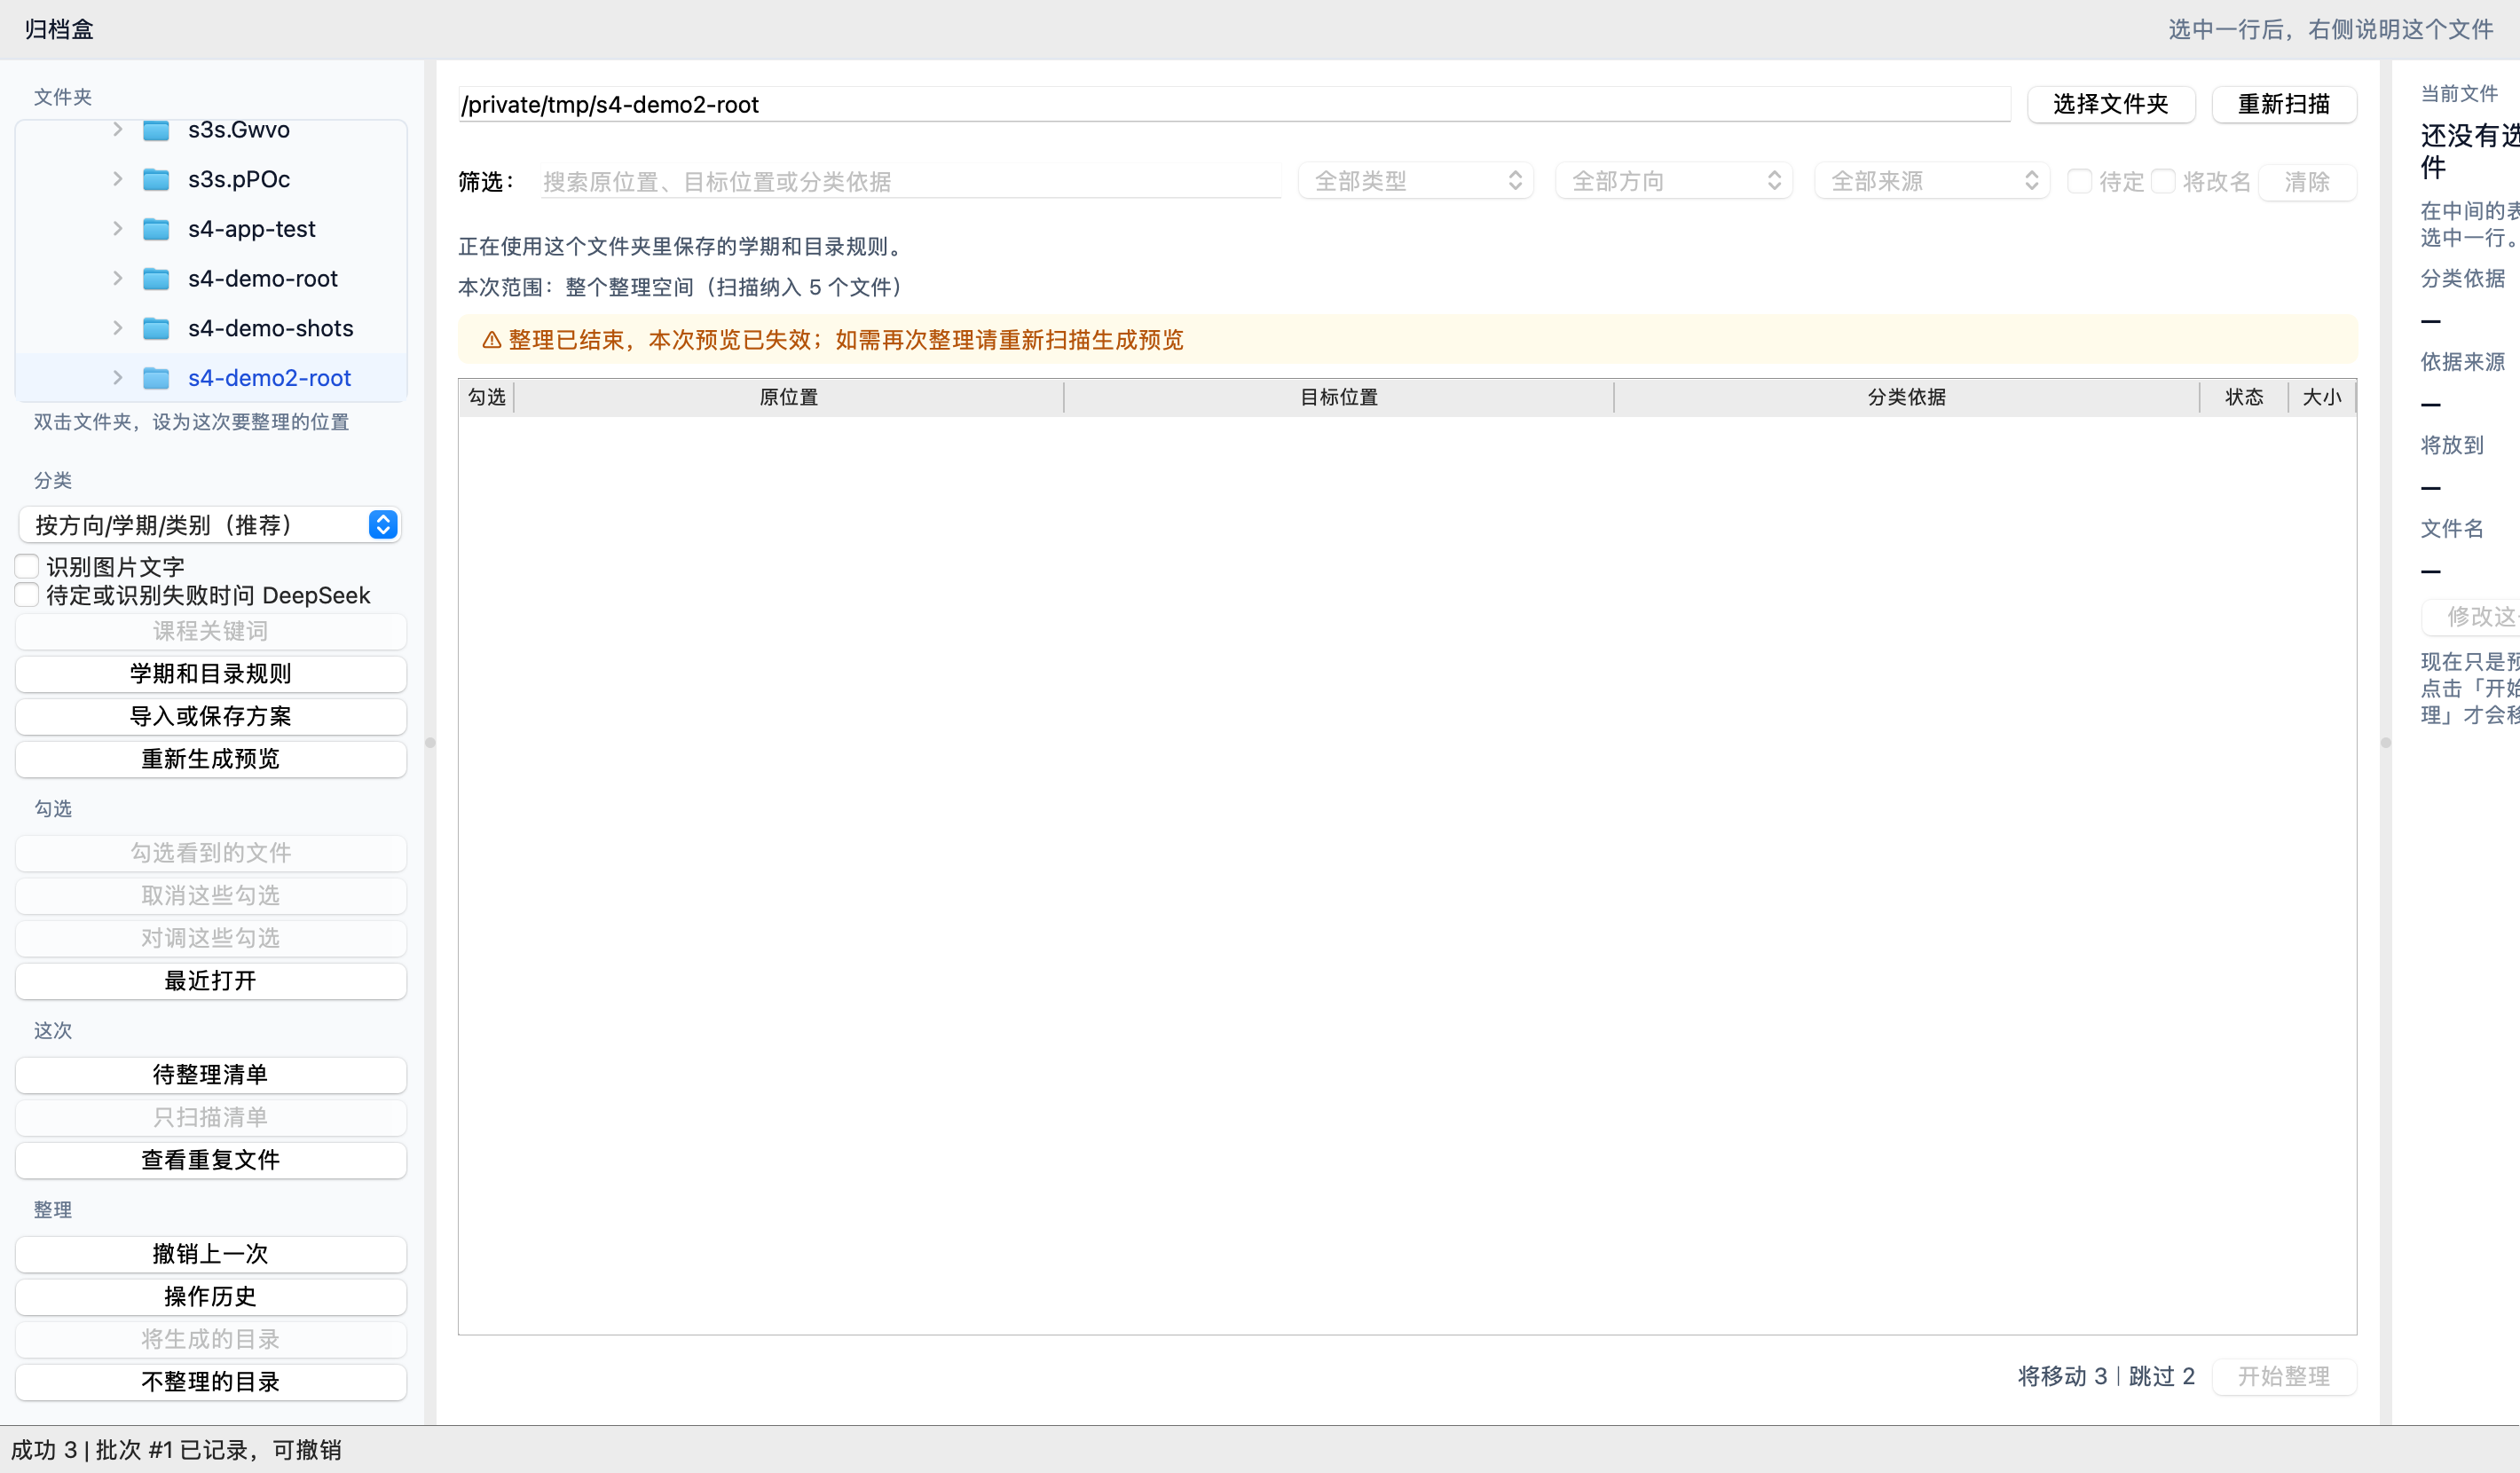 归档盒
选中一行后，右侧说明这个文件
文件夹
s3s.Gwvo
s3s.pPOc
s4-app-test
s4-demo-root
s4-demo-shots
s4-demo2-root
双击文件夹，设为这次要整理的位置
分类
按方向/学期/类别（推荐）
识别图片文字
待定或识别失败时问 DeepSeek
课程关键词
学期和目录规则
导入或保存方案
重新生成预览
勾选
勾选看到的文件
取消这些勾选
对调这些勾选
最近打开
这次
待整理清单
只扫描清单
查看重复文件
整理
撤销上一次
操作历史
将生成的目录
不整理的目录
/private/tmp/s4-demo2-root
选择文件夹
重新扫描
筛选：
搜索原位置、目标位置或分类依据
全部类型
全部方向
全部来源
待定
将改名
清除
正在使用这个文件夹里保存的学期和目录规则。
本次范围：整个整理空间（扫描纳入 5 个文件）
⚠ 整理已结束，本次预览已失效；如需再次整理请重新扫描生成预览
勾选 原位置 目标位置 分类依据 状态 大小
将移动 3 | 跳过 2
开始整理
当前文件
还没有选
件
在中间的表
选中一行。
分类依据
—
依据来源
—
将放到
—
文件名
—
修改这
现在只是预
点击「开始
理」才会移
成功 3 | 批次 #1 已记录，可撤销